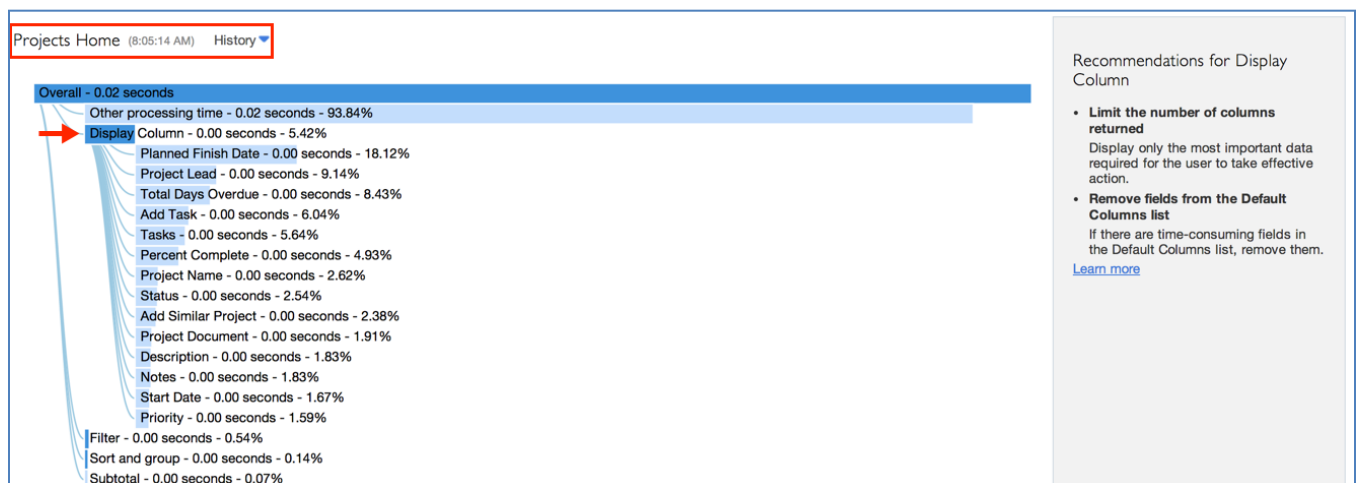 Projects Home (8:05:14 AM) History
Overall - 0.02 seconds
Other processing time - 0.02 seconds - 93.84%
Display Column - 0.00 seconds - 5.42%
Planned Finish Date - 0.00 seconds - 18.12%
Project Lead - 0.00 seconds - 9.14%
Total Days Overdue - 0.00 seconds - 8.43%
Add Task - 0.00 seconds - 6.04%
Tasks - 0.00 seconds - 5.64%
Percent Complete - 0.00 seconds - 4.93%
Project Name - 0.00 seconds - 2.62%
Status - 0.00 seconds - 2.54%
Add Similar Project - 0.00 seconds - 2.38%
Project Document - 0.00 seconds - 1.91%
Description - 0.00 seconds - 1.83%
Notes - 0.00 seconds - 1.83%
Start Date - 0.00 seconds - 1.67%
Priority - 0.00 seconds - 1.59%
Filter - 0.00 seconds - 0.54%
Sort and group - 0.00 seconds - 0.14%
Subtotal - 0.00 seconds - 0.07%
Recommendations for Display
Column
• Limit the number of columns
returned
Display only the most important data
required for the user to take effective
action.
• Remove fields from the Default
Columns list
If there are time-consuming fields in
the Default Columns list, remove them.
Learn more